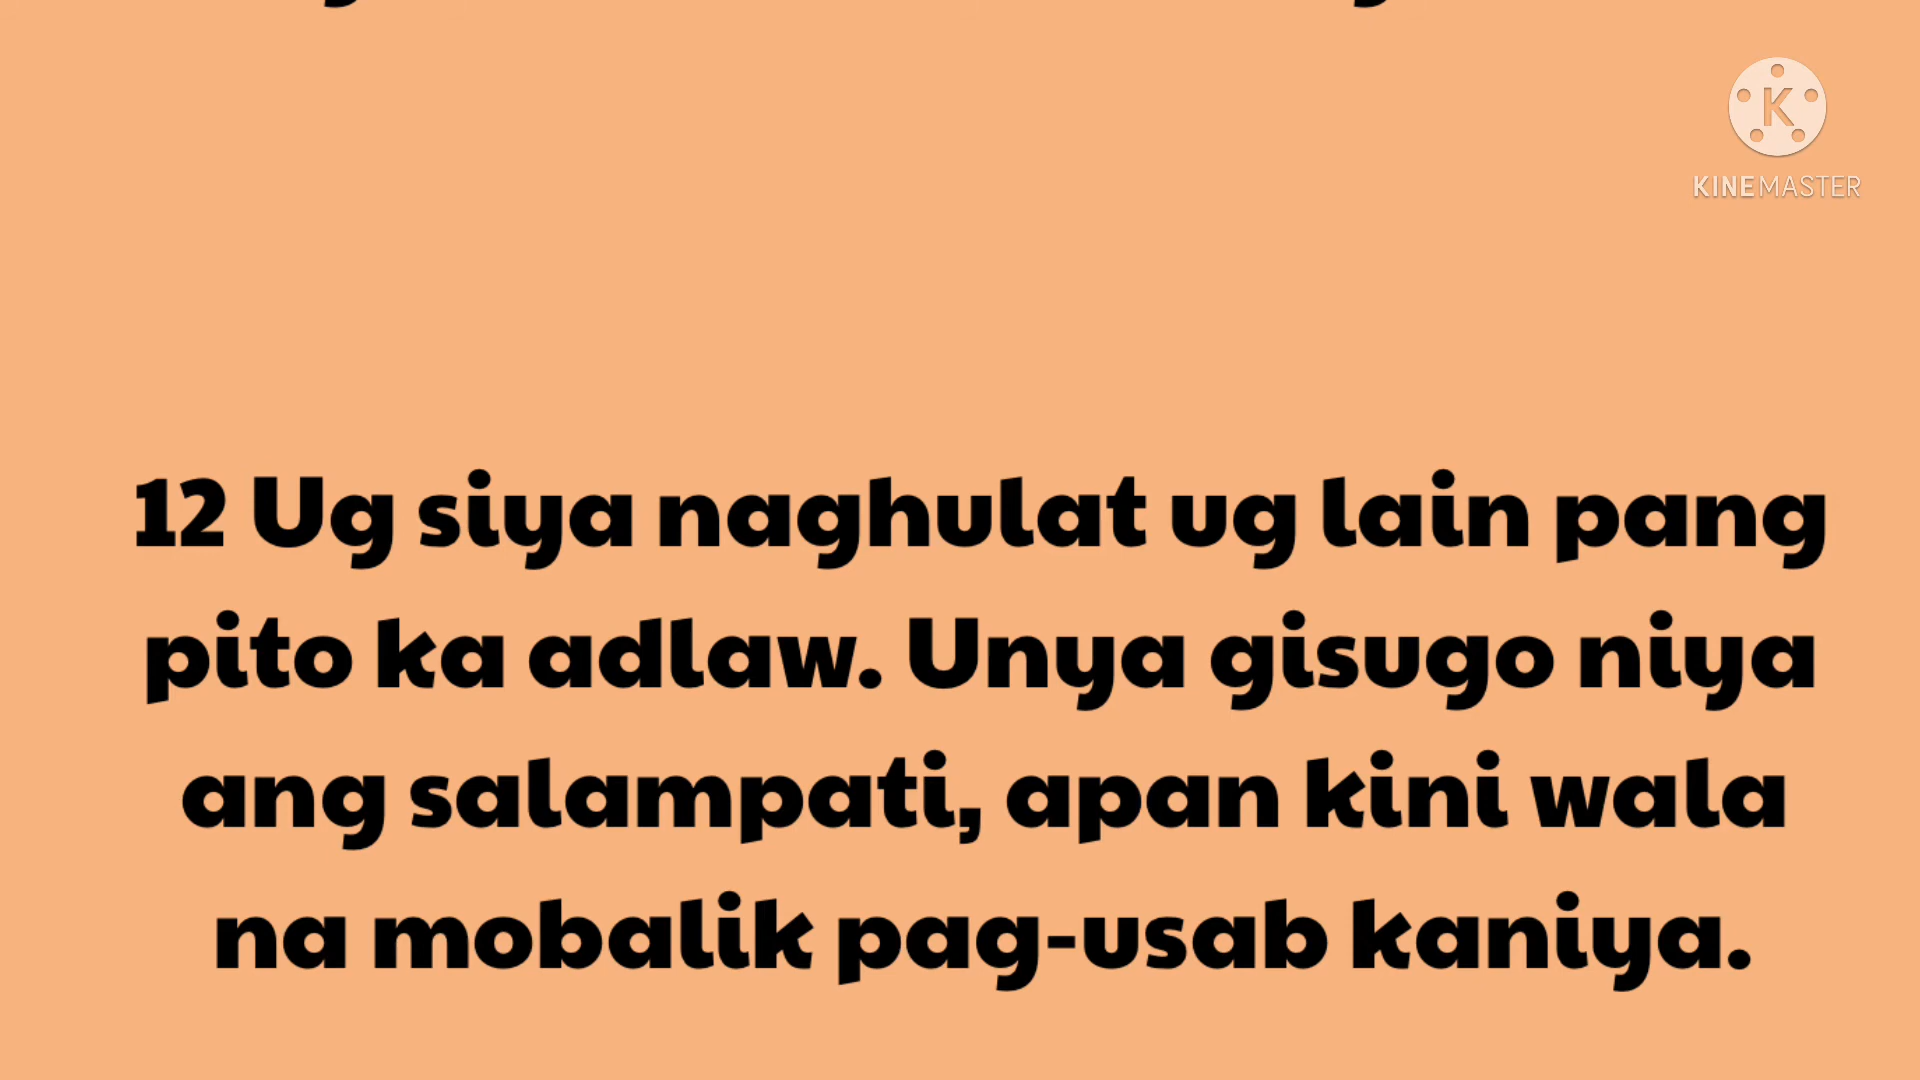 KINEMASTER
12 Ug siya naghulat ug lain pang
pito ka adlaw. Unya gisugo niya
ang salampati, apan kini wala
na mobalik pag-usab kaniya.